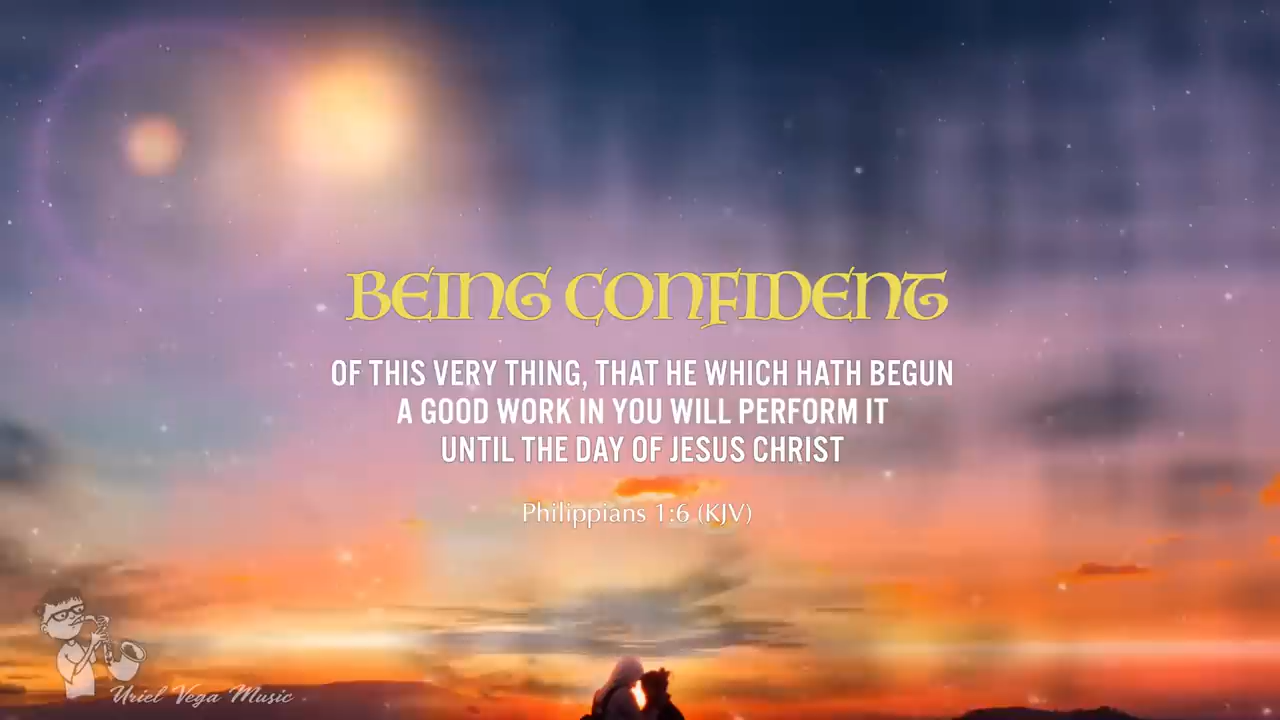 BEING CONFIDENT
OF THIS VERY THING, THAT HE WHICH HATH BEGUN
A GOOD WORK IN YOU WILL PERFORM IT
UNTIL THE DAY OF JESUS CHRIST
Philippians 1:6 (KJV)
Uriel Vega Music